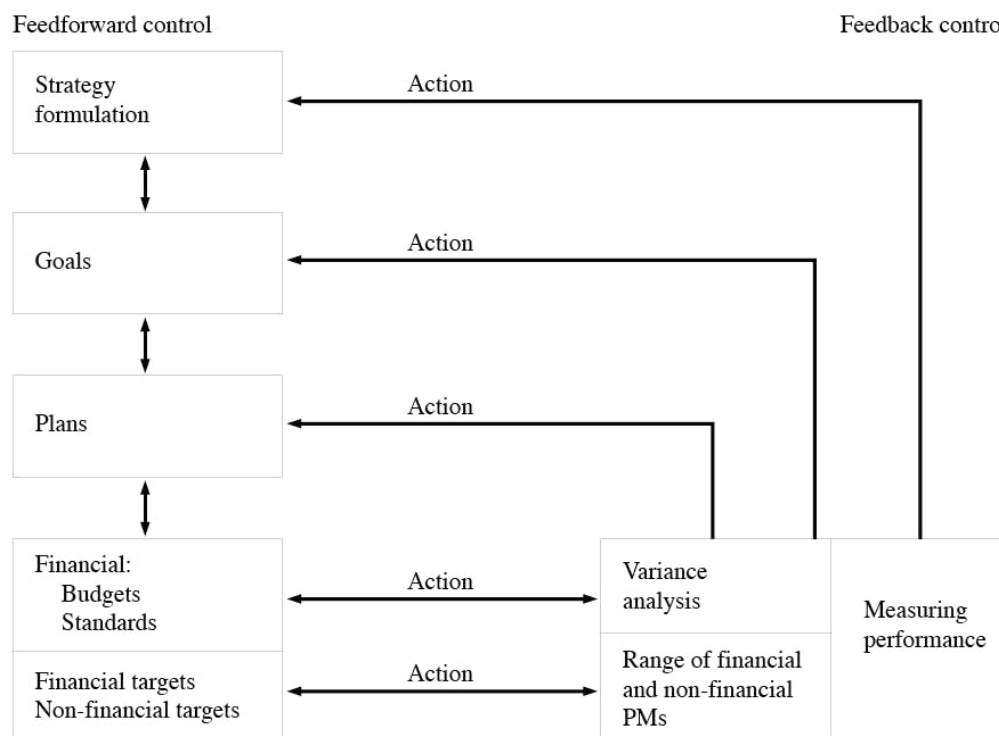 Feedforward control
Feedback contro
Strategy
formulation
Action
Goals
Action
Plans
Action
Financial:
Budgets
Standards
Action
Variance
analysis
Measuring
performance
Financial targets
Non-financial targets
Action
Range of financial
and non-financial
PMs